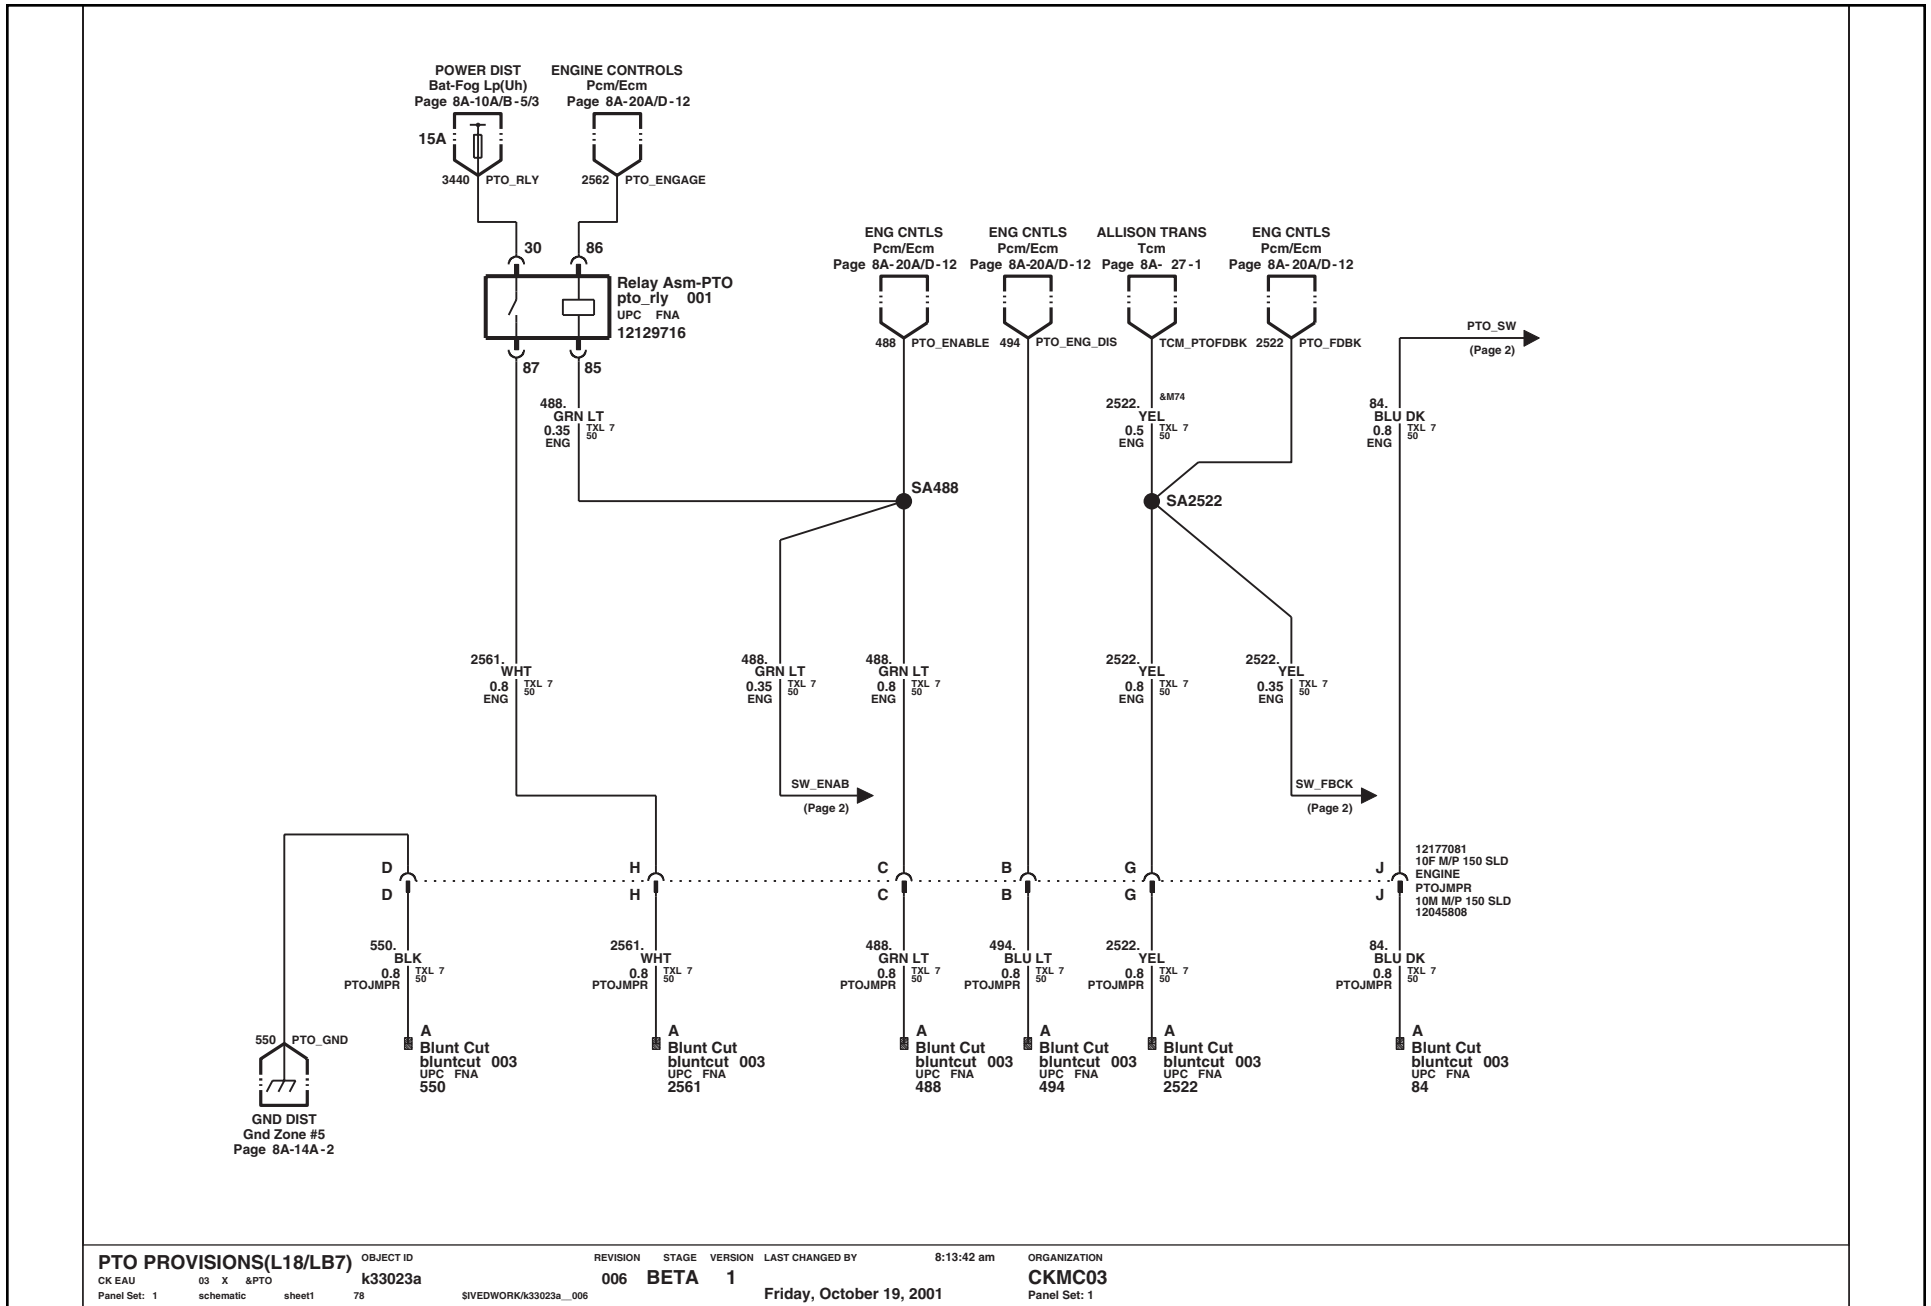 POWER DIST
Bat-Fog Lp(Uh)
Page 8A-10A/B-5/3
15A
3440 PTO_RLY
ENGINE CONTROLS
Pcm/Ecm
Page 8A-20A/D-12
2562 PTO_ENGAGE
30
86
Relay Asm-PTO
pto_rly 001
UPC FNA
12129716
87
85
488.
GRN LT
0.35 TXL 7
ENG 50
ENG CNTLS
Pcm/Ecm
Page 8A-20A/D-12
488 PTO_ENABLE
ENG CNTLS
Pcm/Ecm
Page 8A-20A/D-12
494 PTO_ENG_DIS
ALLISON TRANS
Tcm
Page 8A- 27-1
TCM_PTOFDBK
ENG CNTLS
Pcm/Ecm
Page 8A-20A/D-12
2522 PTO_FDBK
PTO_SW
(Page 2)
&M74
2522.
YEL
0.5 TXL 7
ENG 50
84.
BLU DK
0.8 TXL 7
ENG 50
SA488
SA2522
2561.
WHT
0.8 TXL 7
ENG 50
488.
GRN LT
0.35 TXL 7
ENG 50
488.
GRN LT
0.8 TXL 7
ENG 50
2522.
YEL
0.8 TXL 7
ENG 50
2522.
YEL
0.35 TXL 7
ENG 50
SW_ENAB
(Page 2)
SW_FBCK
(Page 2)
D H C B G J
D H C B G J
12177081
10F M/P 150 SLD
ENGINE
PTOJMPR
10M M/P 150 SLD
12045808
550.
BLK
0.8 TXL 7
PTOJMPR 50
2561.
WHT
0.8 TXL 7
PTOJMPR 50
488.
GRN LT
0.8 TXL 7
PTOJMPR 50
494.
BLU LT
0.8 TXL 7
PTOJMPR 50
2522.
YEL
0.8 TXL 7
PTOJMPR 50
84.
BLU DK
0.8 TXL 7
PTOJMPR 50
550 PTO_GND
GND DIST
Gnd Zone #5
Page 8A-14A-2
A
Blunt Cut
bluntcut 003
UPC FNA
550
A
Blunt Cut
bluntcut 003
UPC FNA
2561
A
Blunt Cut
bluntcut 003
UPC FNA
488
A
Blunt Cut
bluntcut 003
UPC FNA
494
A
Blunt Cut
bluntcut 003
UPC FNA
2522
A
Blunt Cut
bluntcut 003
UPC FNA
84
PTO PROVISIONS(L18/LB7) OBJECT ID REVISION STAGE VERSION LAST CHANGED BY 8:13:42 am ORGANIZATION
CK EAU 03 X &PTO k33023a 006 BETA 1 CKMC03
Panel Set: 1 schematic sheet1 78 $IVEDWORK/k33023a__006 Friday, October 19, 2001 Panel Set: 1